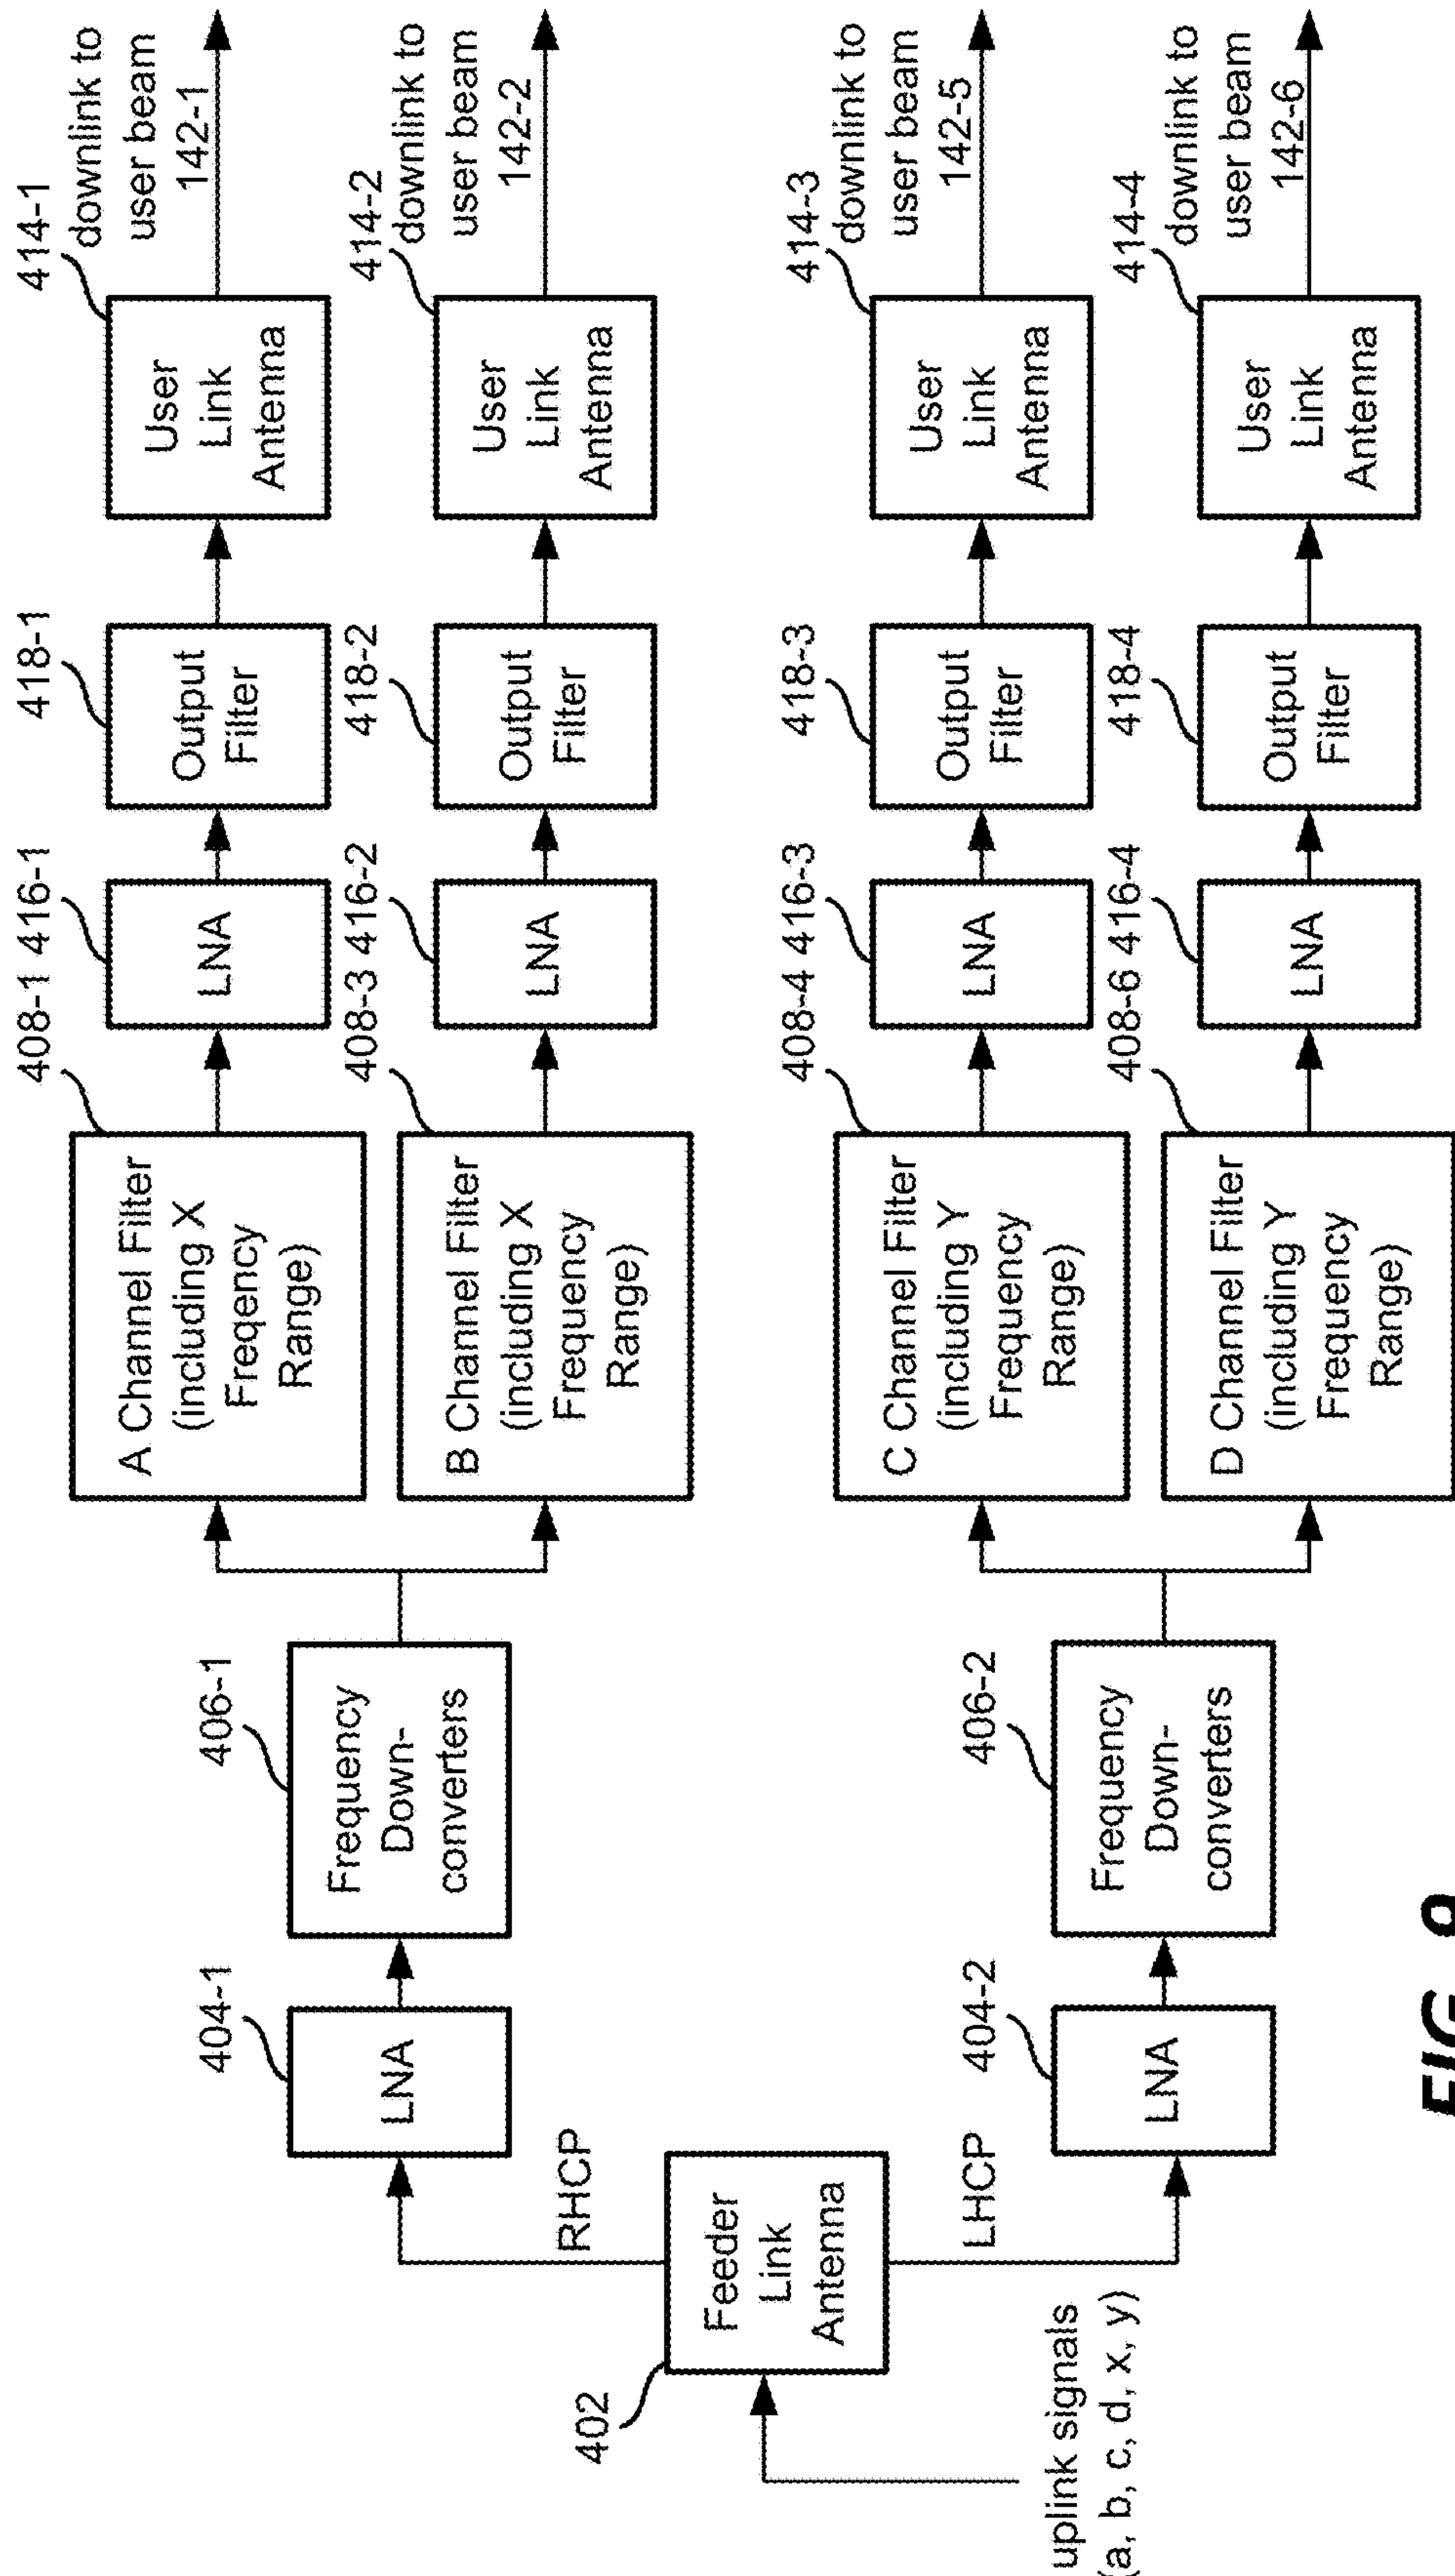 408-1
416-1
418-1
414-1
downlink to
user beam
142-1
A Channel Filter
(including X
Freqency
Range)
LNA
Output
Filter
User
Link
Antenna
404-1
406-1
LNA
Frequency
Down-
converters
408-3
416-2
418-2
414-2
downlink to
user beam
142-2
B Channel Filter
(including X
Frequency
Range)
LNA
Output
Filter
User
Link
Antenna
RHCP
402
Feeder
Link
Antenna
LHCP
uplink signals
(a, b, c, d, x, y)
408-4
416-3
418-3
414-3
downlink to
user beam
142-5
C Channel Filter
(including Y
Frequency
Range)
LNA
Output
Filter
User
Link
Antenna
404-2
406-2
LNA
Frequency
Down-
converters
408-6
416-4
418-4
414-4
downlink to
user beam
142-6
D Channel Filter
(including Y
Frequency
Range)
LNA
Output
Filter
User
Link
Antenna
FIG.